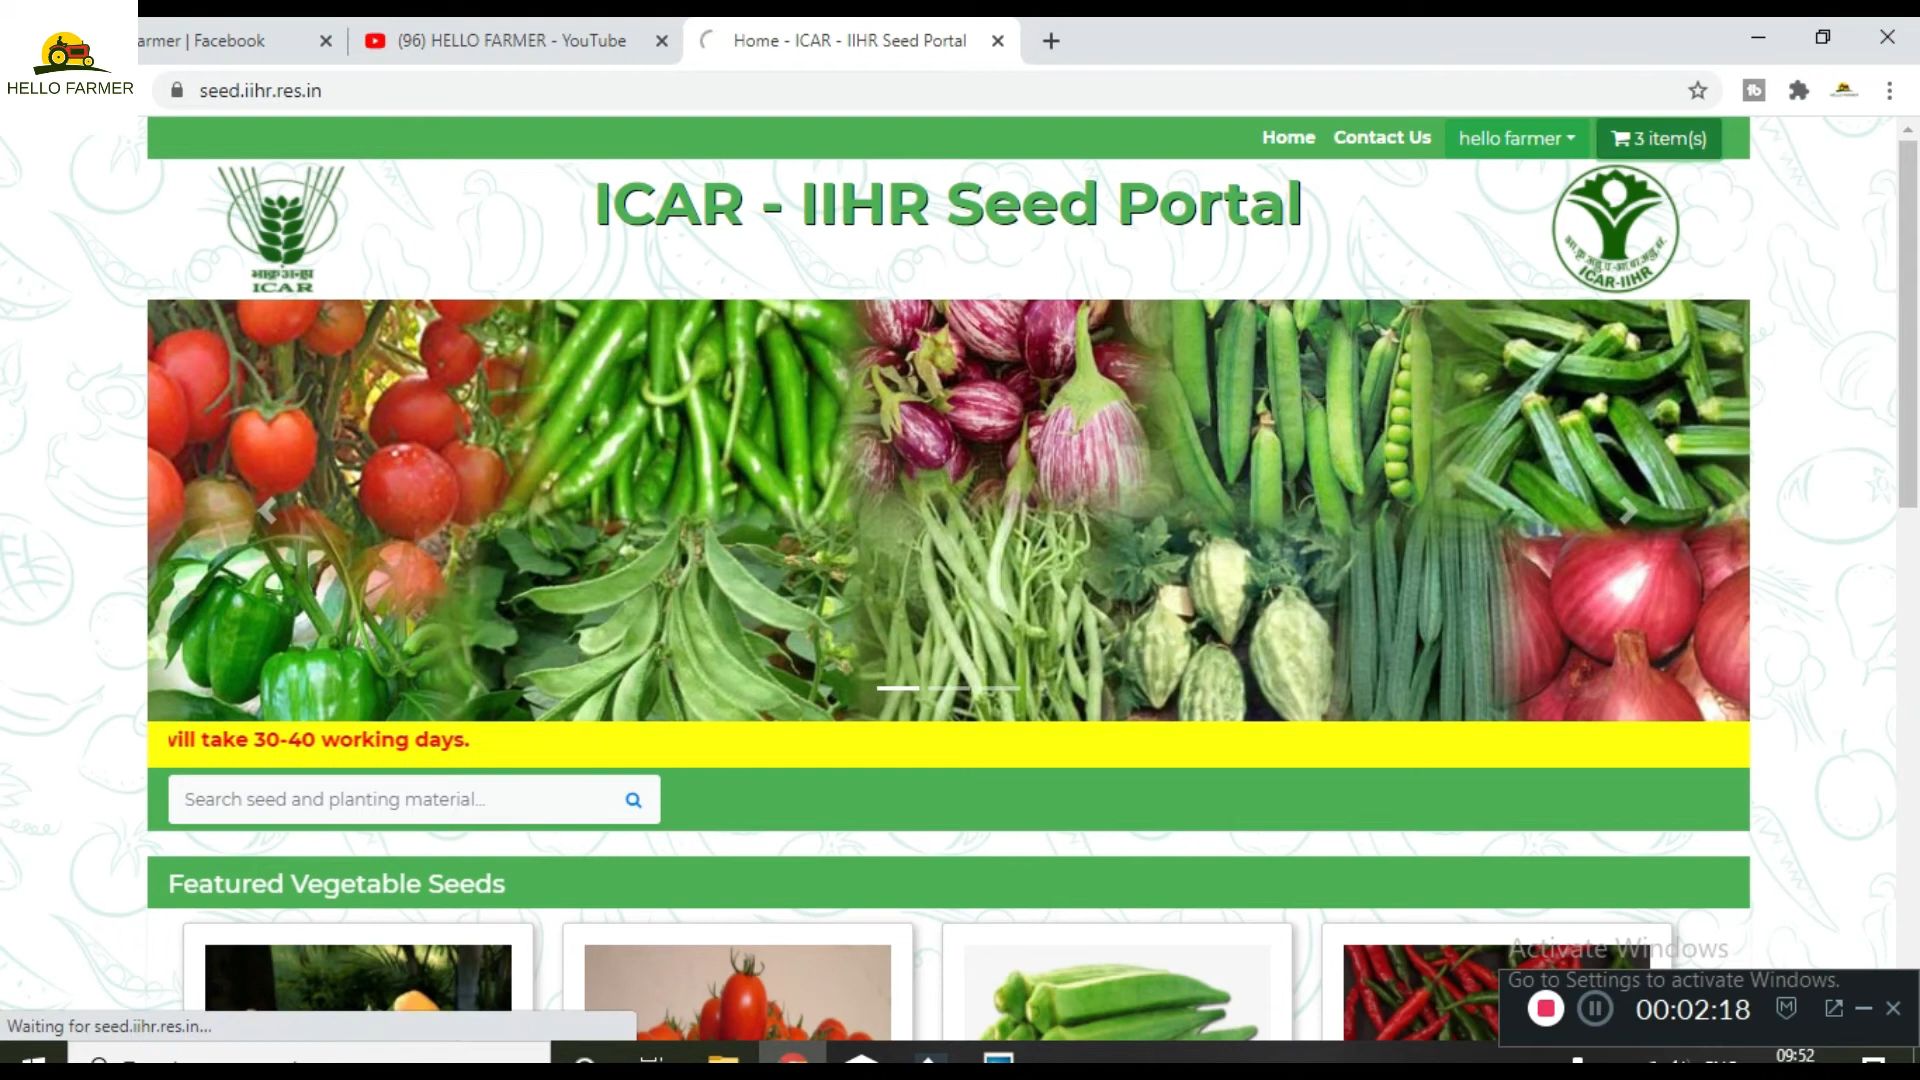 armer | Facebook
(96) HELLO FARMER - YouTube
Home - ICAR - IIHR Seed Portal
HELLO FARMER
seed.iihr.res.in
Home
Contact Us
hello farmer
3 item(s)
ICAR - IIHR Seed Portal
ICAR
ICAR-IIHR
will take 30-40 working days.
Search seed and planting material...
Featured Vegetable Seeds
Activate Windows
Go to Settings to activate Windows.
00:02:18
Waiting for seed.iihr.res.in...
09:52